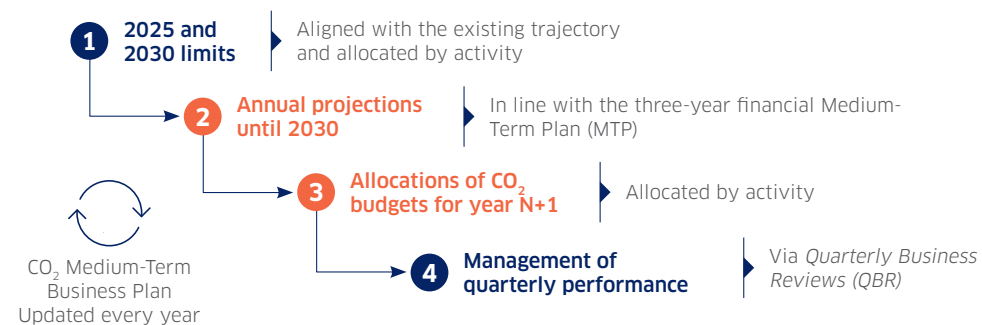 1
2025 and
2030 limits
Aligned with the existing trajectory
and allocated by activity
2
Annual projections
until 2030
In line with the three-year financial Medium-
Term Plan (MTP)
3
Allocations of CO2
budgets for year N+1
Allocated by activity
4
Management of
quarterly performance
Via Quarterly Business
Reviews (QBR)
CO2 Medium-Term
Business Plan
Updated every year